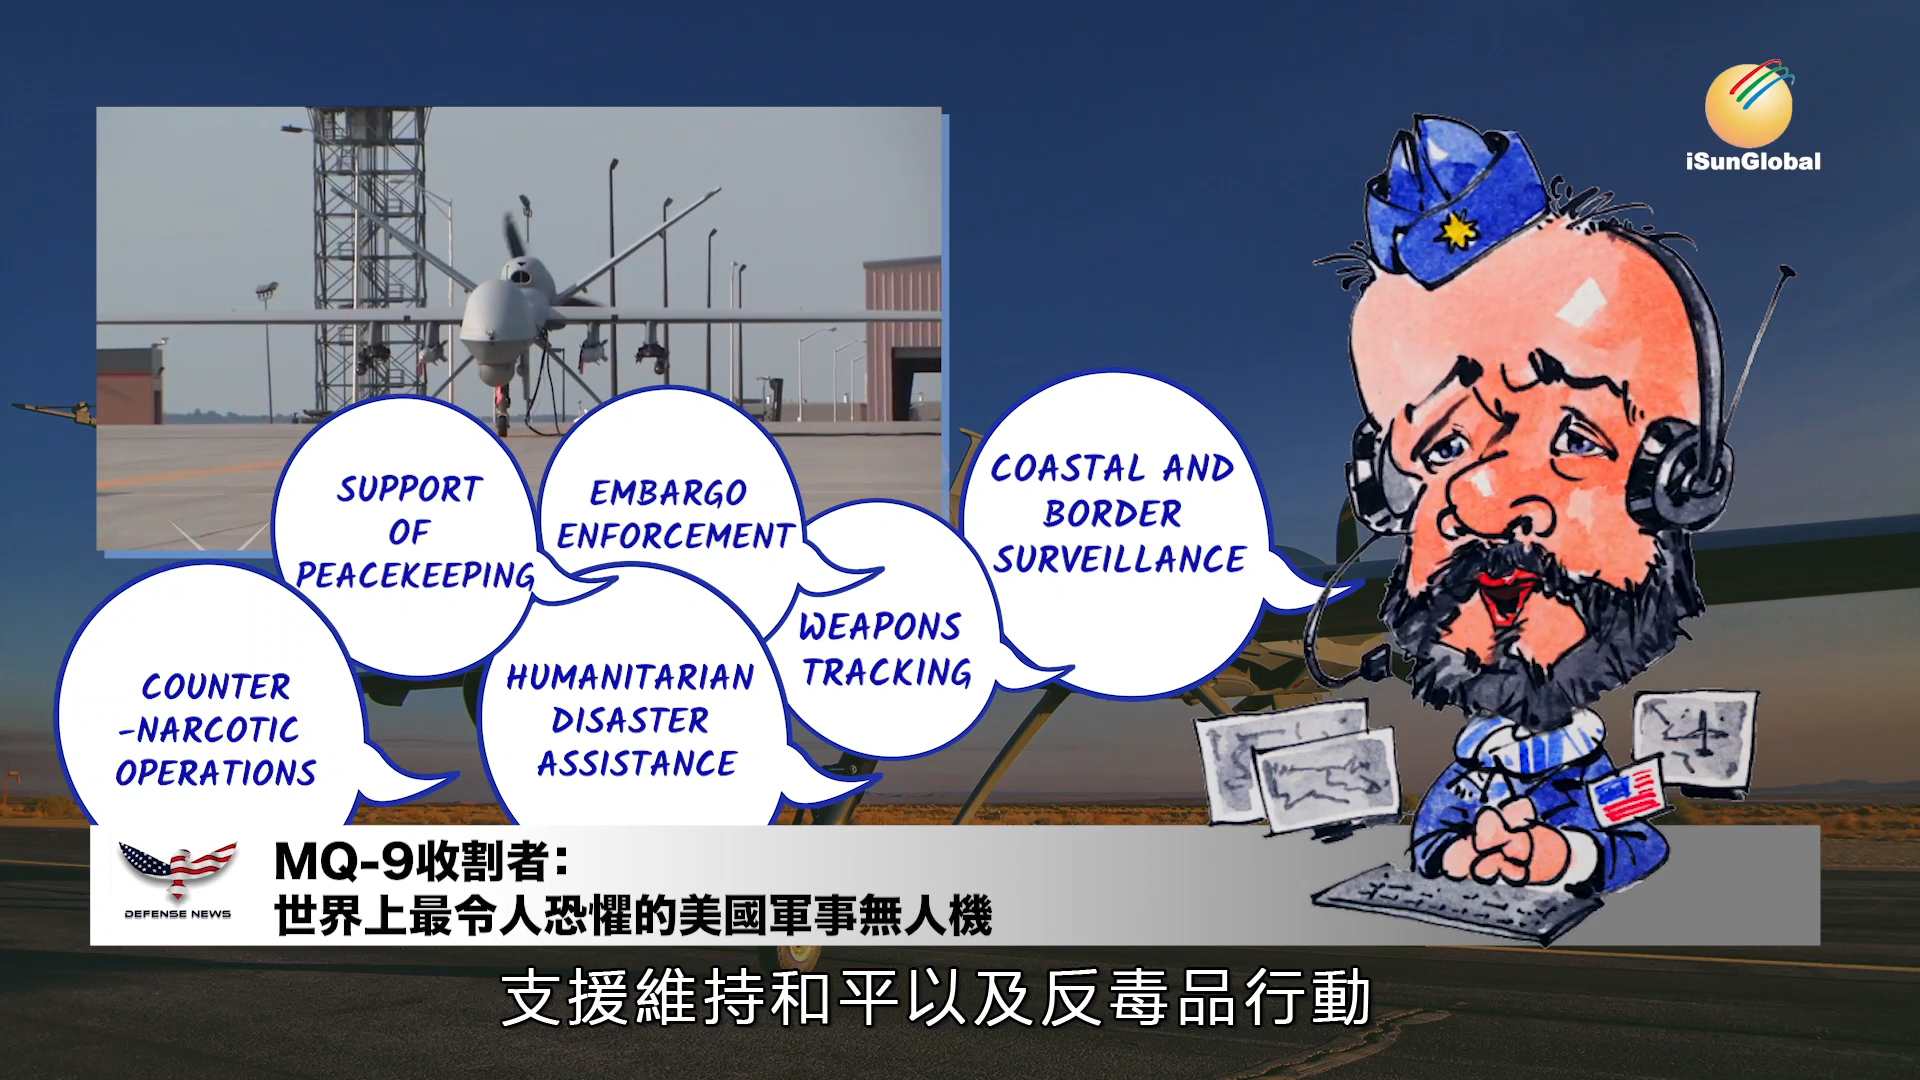 iSunGlobal
COASTAL AND
BORDER
SURVEILLANCE
EMBARGO
ENFORCEMENT
SUPPORT
OF
PEACEKEEPING
WEAPONS
TRACKING
HUMANITARIAN
DISASTER
ASSISTANCE
COUNTER
-NARCOTIC
OPERATIONS
DEFENSE NEWS
MQ-9收割者：
世界上最令人恐懼的美國軍事無人機
支援維持和平以及反毒品行動